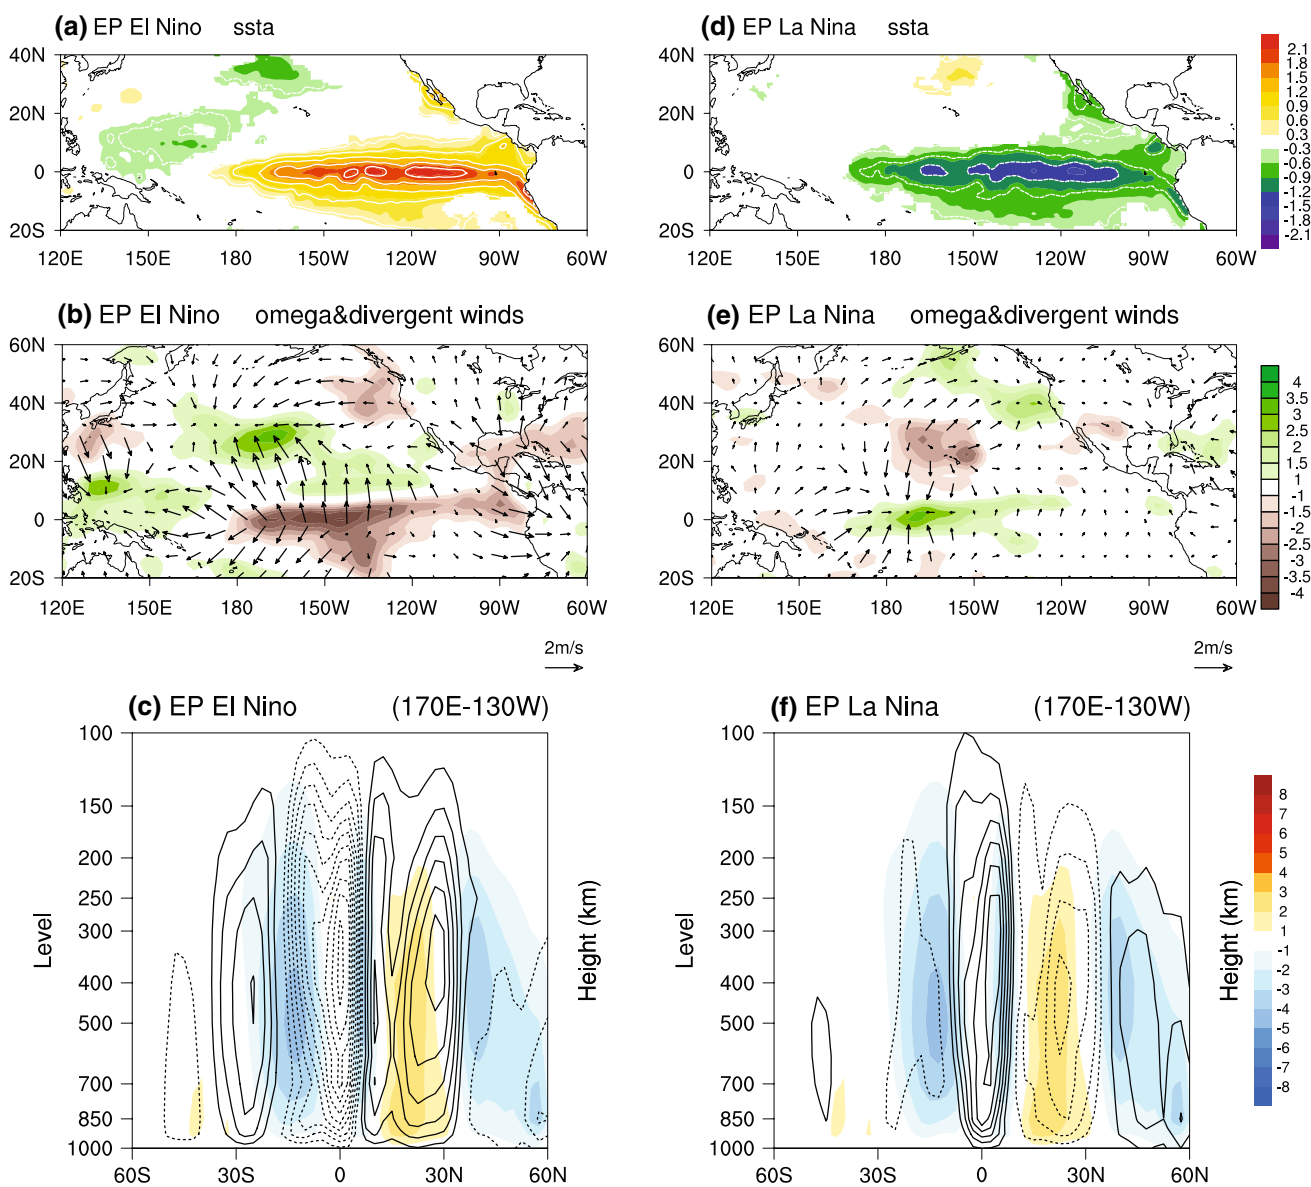 (a) EP El Nino ssta
40N
20N
0
20S
120E 150E 180 150W 120W 90W 60W
(d) EP La Nina ssta
40N
20N
0
20S
120E 150E 180 150W 120W 90W 60W
2.1
1.8
1.5
1.2
0.9
0.6
0.3
-0.3
-0.6
-0.9
-1.2
-1.5
-1.8
-2.1
(b) EP El Nino omega&divergent winds
60N
40N
20N
0
20S
120E 150E 180 150W 120W 90W 60W
2m/s
(e) EP La Nina omega&divergent winds
60N
40N
20N
0
20S
120E 150E 180 150W 120W 90W 60W
2m/s
4
3.5
3
2.5
2
1.5
1
-1
-1.5
-2
-2.5
-3
-3.5
-4
(c) EP El Nino (170E-130W)
Level
100
150
200
250
300
400
500
700
850
1000
60S 30S 0 30N 60N
Height (km)
(f) EP La Nina (170E-130W)
Level
100
150
200
250
300
400
500
700
850
1000
60S 30S 0 30N 60N
Height (km)
8
7
6
5
4
3
2
1
-1
-2
-3
-4
-5
-6
-7
-8